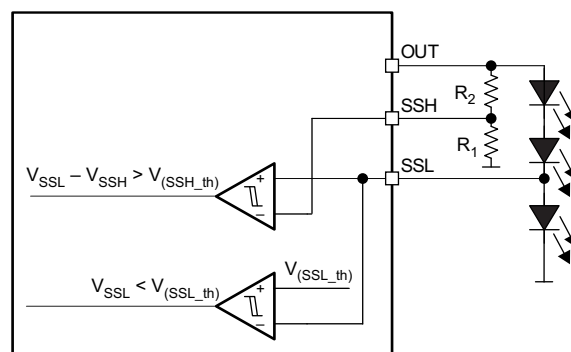 OUT
R2
SSH
R1
SSL
VSSL – VSSH > V(SSH_th)
+
–
V(SSL_th)
VSSL < V(SSL_th)
+
–